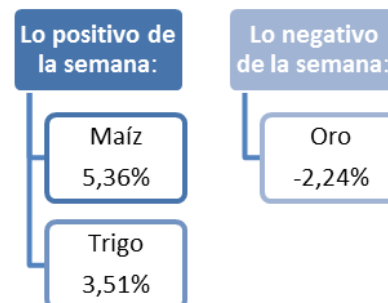 Lo positivo de
la semana:
Maíz
5,36%
Trigo
3,51%
Lo negativo
de la semana:
Oro
-2,24%